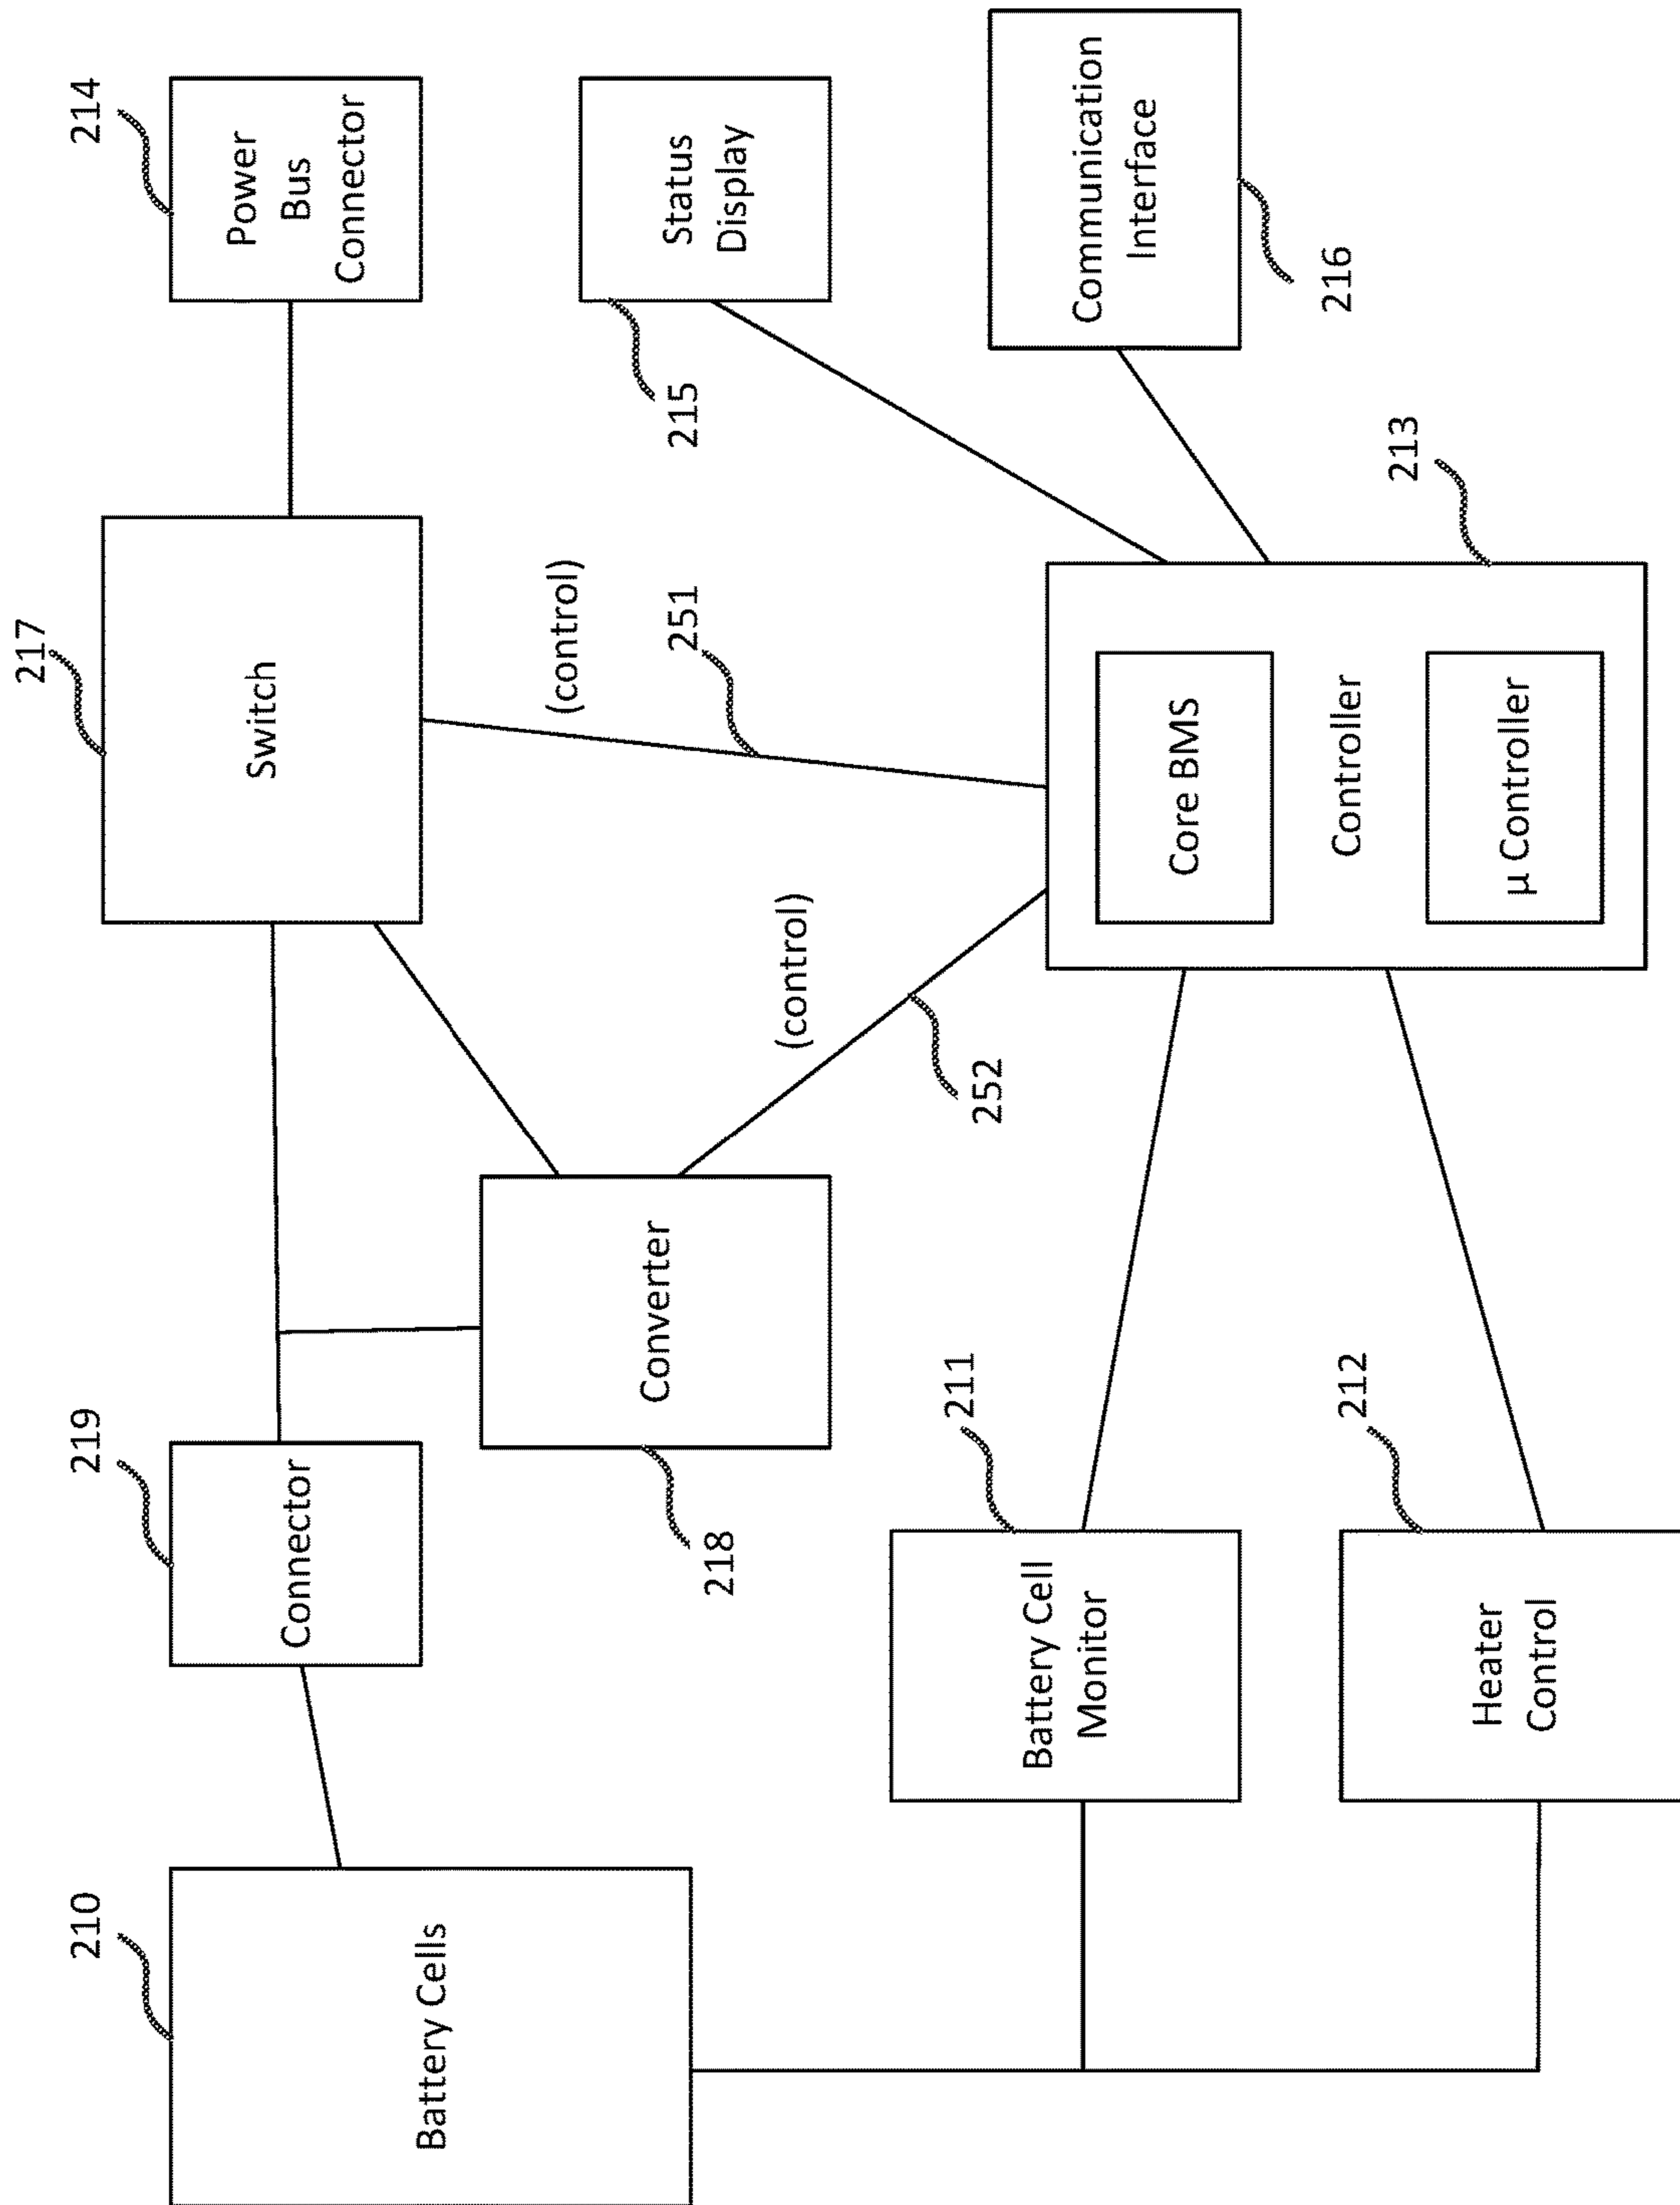 210
Battery Cells
219
Connector
217
Switch
214
Power
Bus
Connector
Converter
218
(control)
251
(control)
252
215
Status
Display
211
Battery Cell
Monitor
212
Heater
Control
213
Core BMS
Controller
µ Controller
Communication
Interface
216